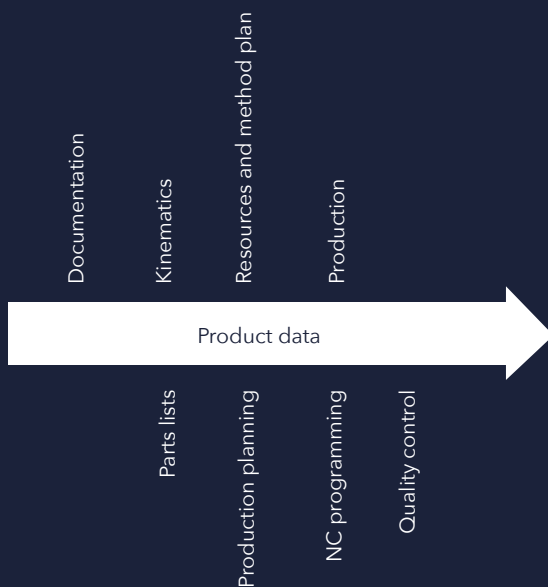 Documentation
Kinematics
Resources and method plan
Production
Product data
Parts lists
Production planning
NC programming
Quality control